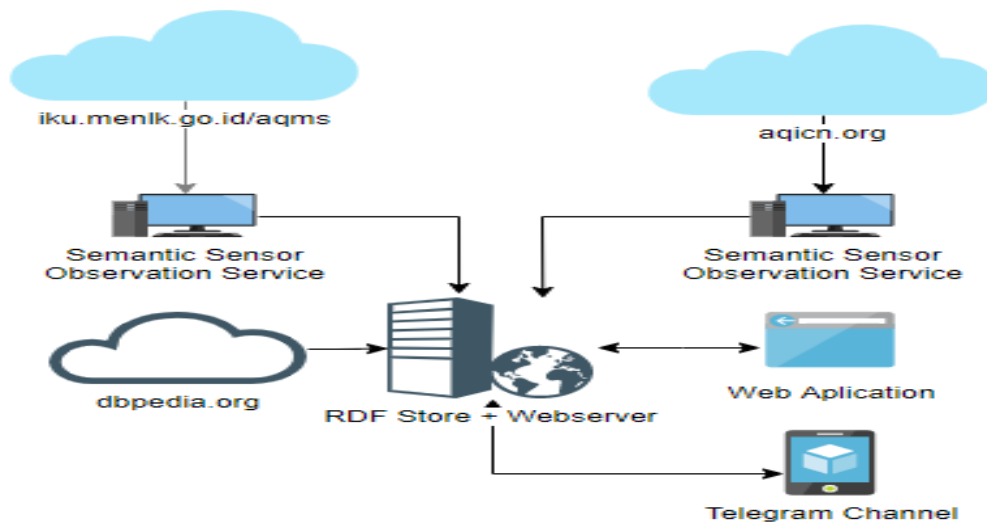 iku.menlk.go.id/aqms
aqicn.org
Semantic Sensor
Observation Service
Semantic Sensor
Observation Service
dbpedia.org
RDF Store + Webserver
Web Aplication
Telegram Channel